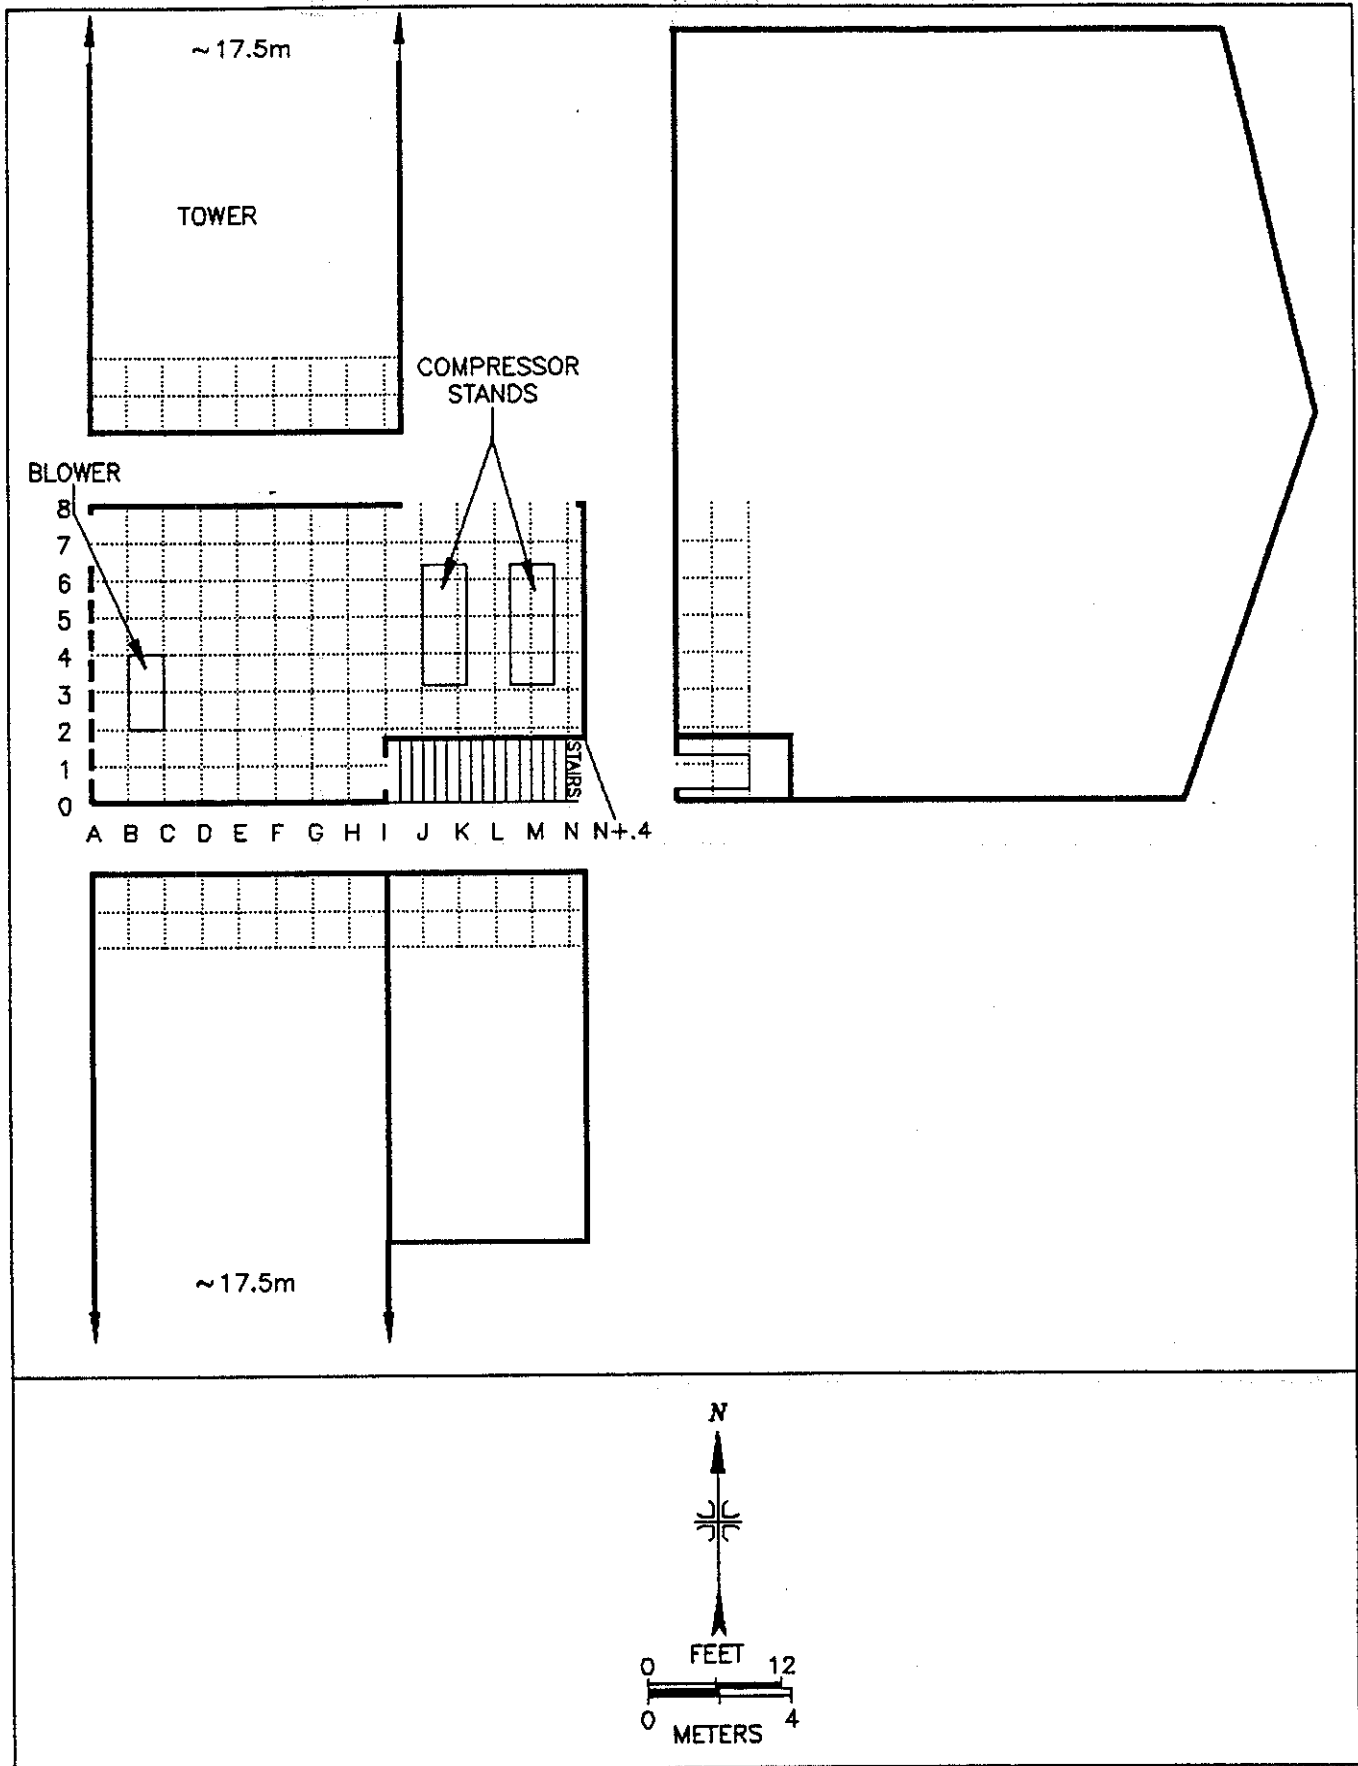 ~17.5m
TOWER
COMPRESSOR
STANDS
BLOWER
8
7
6
5
4
3
2
1
0
STAIRS
A B C D E F G H I J K L M N N+.4
~17.5m
N
FEET
0 12
0 4
METERS